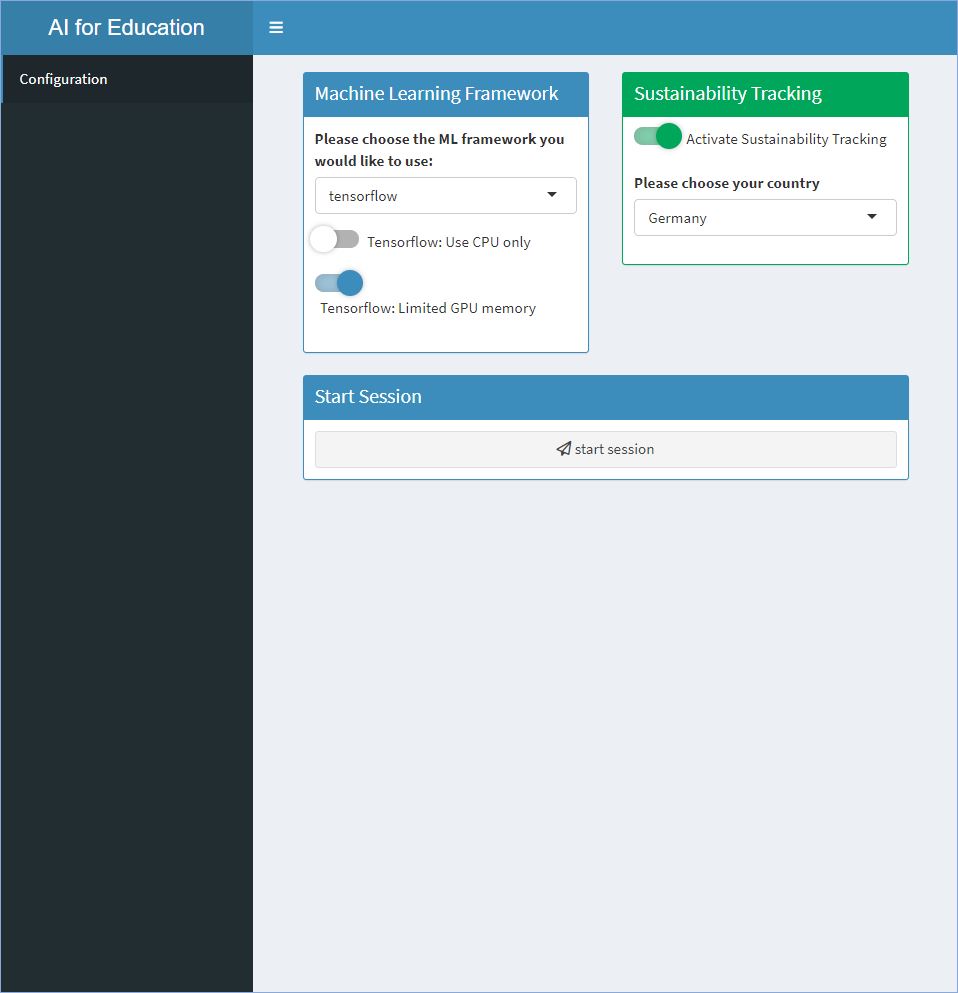 AI for Education
Configuration
Machine Learning Framework
Please choose the ML framework you
would like to use:
tensorflow
Tensorflow: Use CPU only
Tensorflow: Limited GPU memory
Sustainability Tracking
Activate Sustainability Tracking
Please choose your country
Germany
Start Session
start session